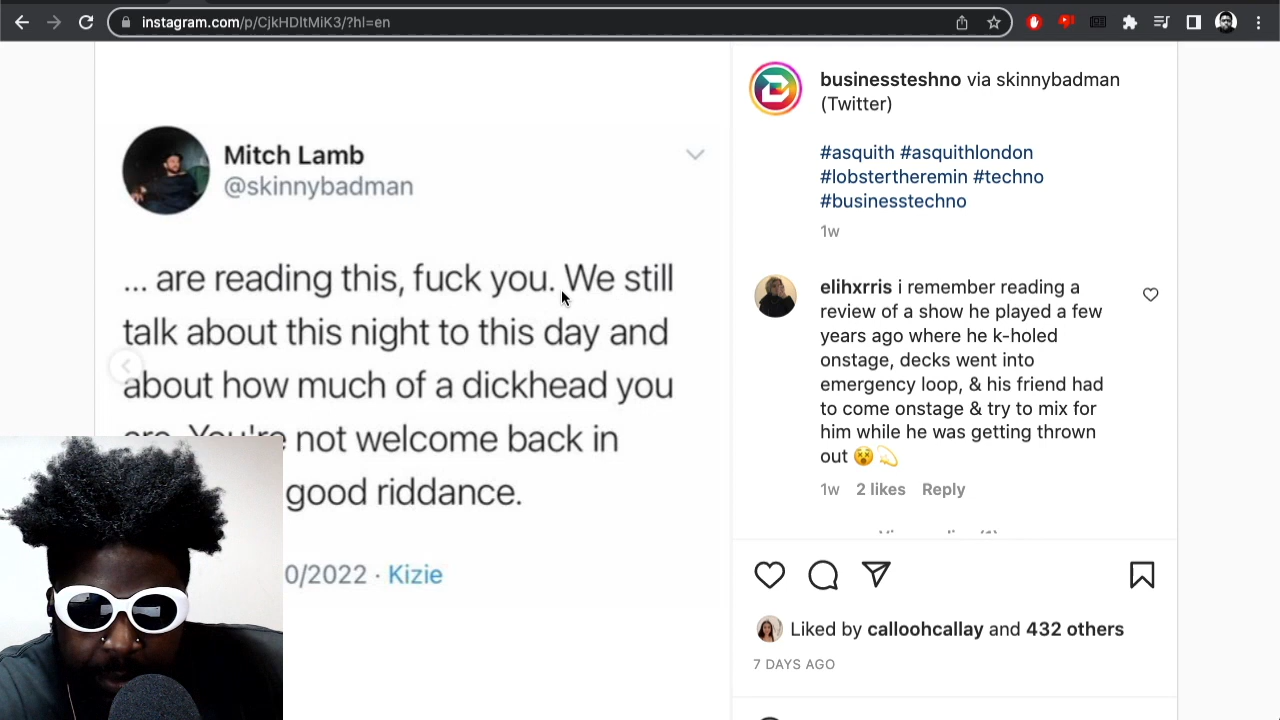 instagram.com/p/CjkHDltMiK3/?hl=en
Mitch Lamb
@skinnybadman
... are reading this, fuck you. We still
talk about this night to this day and
about how much of a dickhead you
are. You're not welcome back in
good riddance.
0/2022 · Kizie
businessteshno via skinnybadman
(Twitter)
#asquith #asquithlondon
#lobstertheremin #techno
#businesstechno
1w
elihxrris i remember reading a
review of a show he played a few
years ago where he k-holed
onstage, decks went into
emergency loop, & his friend had
to come onstage & try to mix for
him while he was getting thrown
out 😵💫
1w 2 likes Reply
Liked by calloohcallay and 432 others
7 DAYS AGO